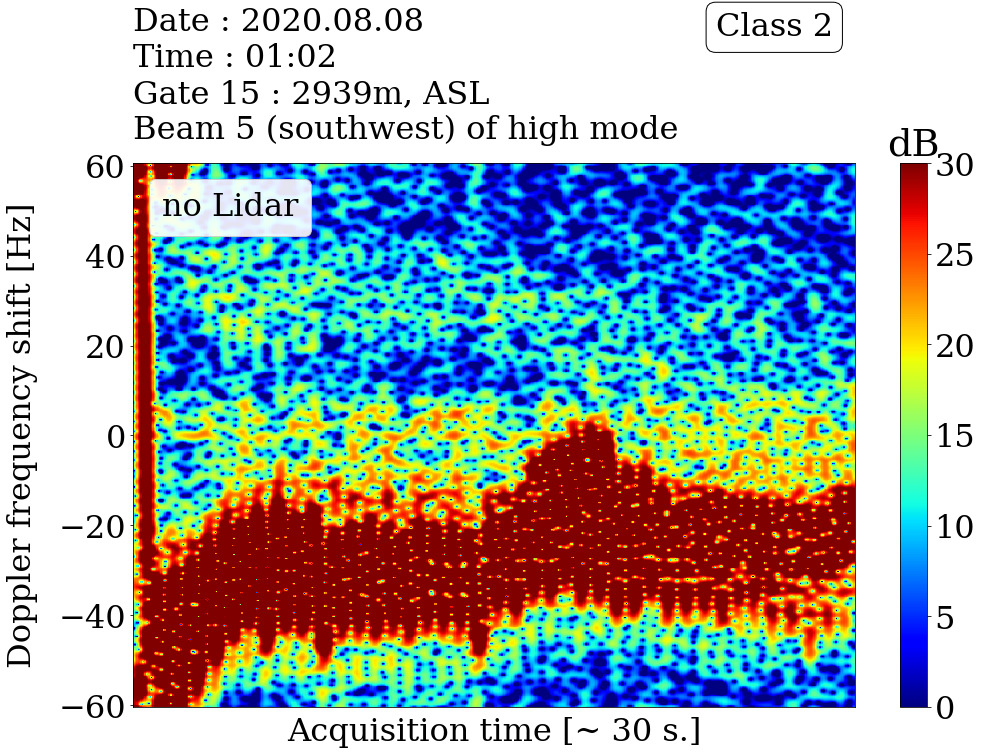 Date : 2020.08.08
Time : 01:02
Gate 15 : 2939m, ASL
Beam 5 (southwest) of high mode
Class 2
dB
no Lidar
Doppler frequency shift [Hz]
60
40
20
0
−20
−40
−60
Acquisition time [~ 30 s.]
30
25
20
15
10
5
0